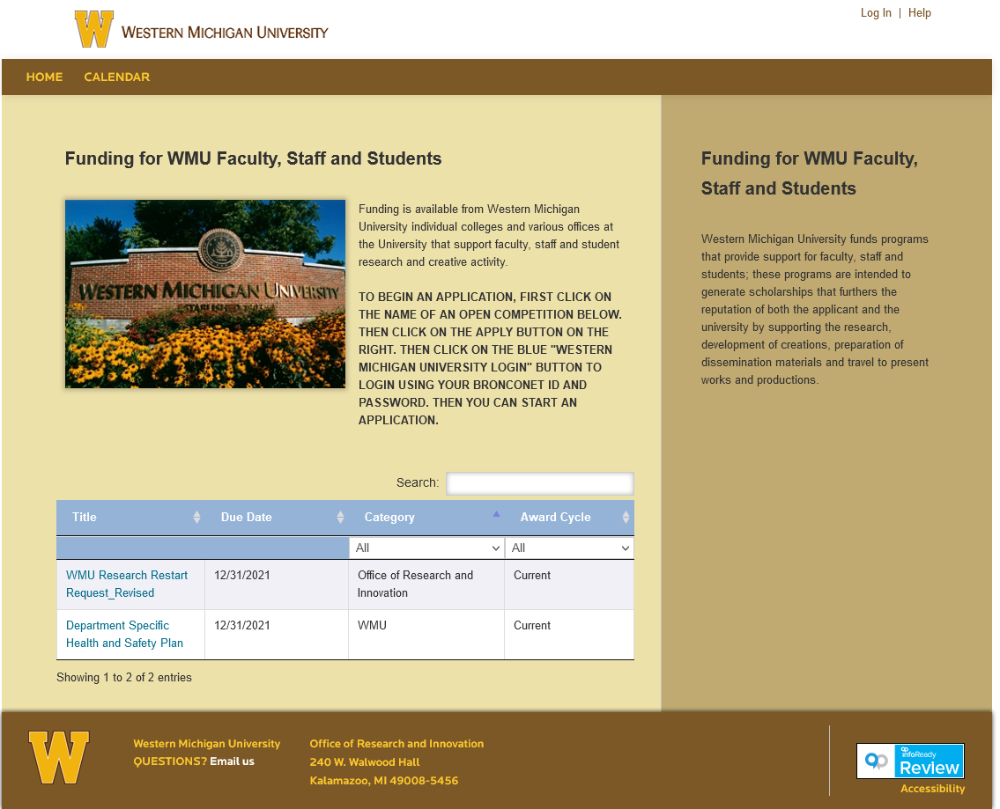 WESTERN MICHIGAN UNIVERSITY
Log In | Help
HOME CALENDAR
Funding for WMU Faculty, Staff and Students
WESTERN MICHIGAN UNIVERSITY
Funding is available from Western Michigan
University individual colleges and various offices at
the University that support faculty, staff and student
research and creative activity.
TO BEGIN AN APPLICATION, FIRST CLICK ON
THE NAME OF AN OPEN COMPETITION BELOW.
THEN CLICK ON THE APPLY BUTTON ON THE
RIGHT. THEN CLICK ON THE BLUE "WESTERN
MICHIGAN UNIVERSITY LOGIN" BUTTON TO
LOGIN USING YOUR BRONCONET ID AND
PASSWORD. THEN YOU CAN START AN
APPLICATION.
Funding for WMU Faculty,
Staff and Students
Western Michigan University funds programs
that provide support for faculty, staff and
students; these programs are intended to
generate scholarships that furthers the
reputation of both the applicant and the
university by supporting the research,
development of creations, preparation of
dissemination materials and travel to present
works and productions.
Search:
Title Due Date Category Award Cycle
All All
WMU Research Restart 12/31/2021 Office of Research and Current
Request_Revised Innovation
Department Specific 12/31/2021 WMU Current
Health and Safety Plan
Showing 1 to 2 of 2 entries
W
Western Michigan University
QUESTIONS? Email us
Office of Research and Innovation
240 W. Walwood Hall
Kalamazoo, MI 49008-5456
infoReady
Review
Accessibility